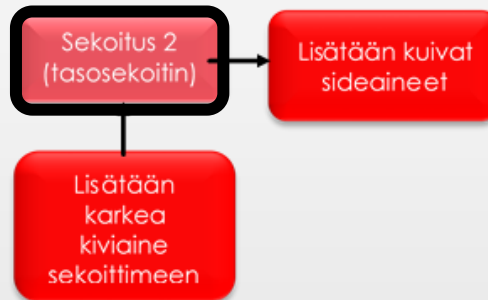 Sekoitus 2
(tasosekoitin)
Lisätään kuivat
sideaineet
Lisätään
karkea
kiviaine
sekoittimeen